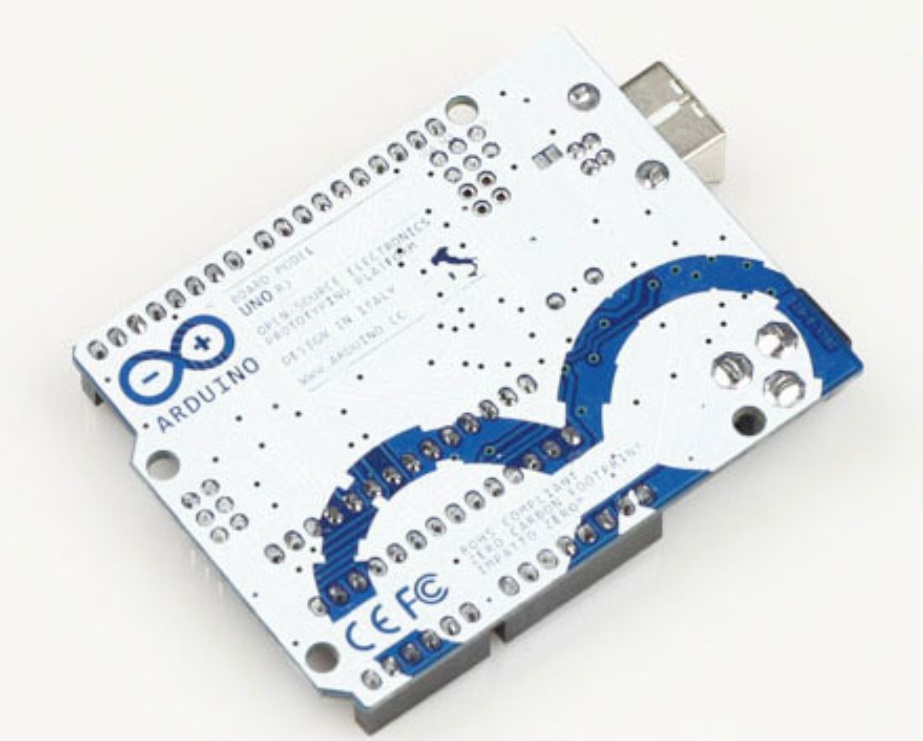 BOARD MODEL
UNO R3
OPEN-SOURCE ELECTRONICS
PROTOTYPING PLATFORM
DESIGN IN ITALY
WWW.ARDUINO.CC
ARDUINO
ROHS COMPLIANT
ZERO CARBON FOOTPRINT
IMPATTO ZERO
CE FC